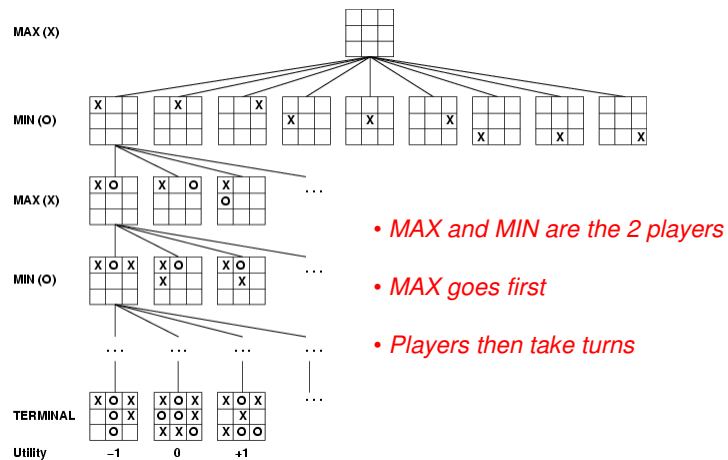 MAX (X)
MIN (O)
X X X X X X X X X
MAX (X)
X O X O X
O
...
MIN (O)
X O X X O X O
X X
...
• MAX and MIN are the 2 players
• MAX goes first
• Players then take turns
... ... ... ...
TERMINAL
X O X X O X X O X
O X O O X X
O X X O X O O
...
Utility -1 0 +1